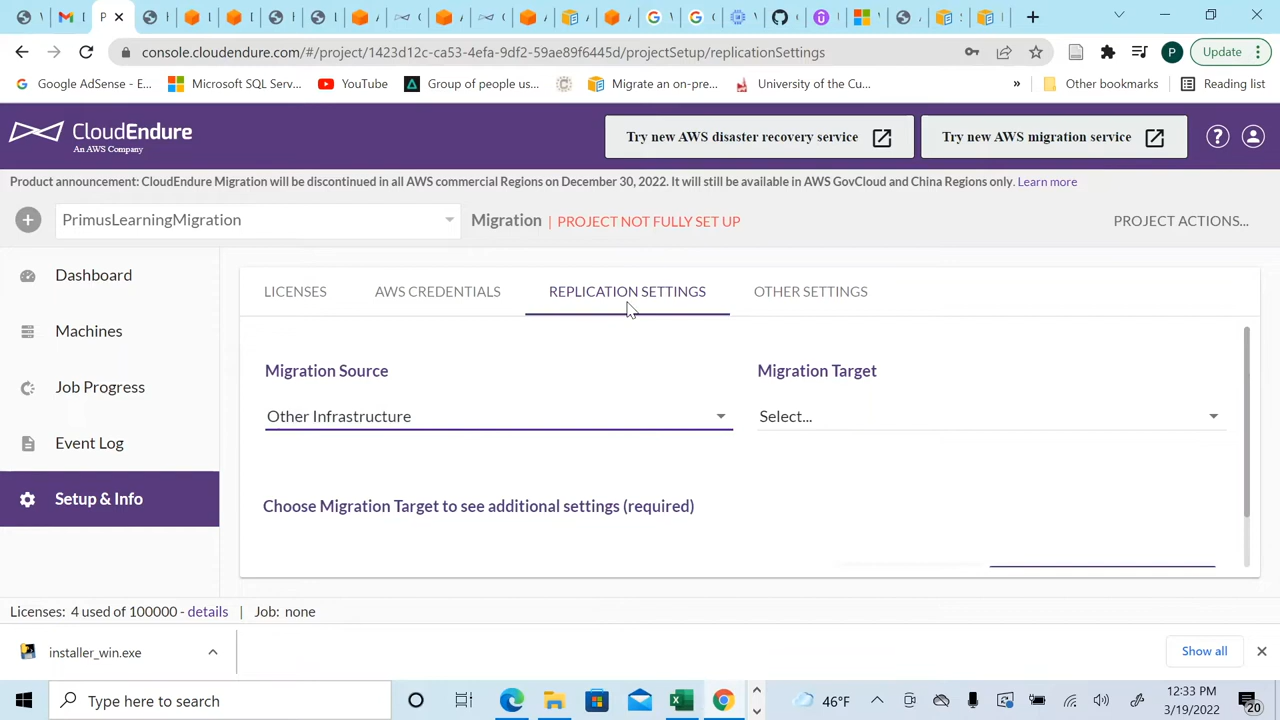 P
console.cloudendure.com/#/project/1423d12c-ca53-4efa-9df2-59ae89f6445d/projectSetup/replicationSettings
P
Update
Google AdSense - E...
Microsoft SQL Serv...
YouTube
Group of people us...
Migrate an on-pre...
University of the Cu...
»
Other bookmarks
Reading list
CloudEndure
An AWS Company
Try new AWS disaster recovery service
Try new AWS migration service
Product announcement: CloudEndure Migration will be discontinued in all AWS commercial Regions on December 30, 2022. It will still be available in AWS GovCloud and China Regions only. Learn more
PrimusLearningMigration
Migration | PROJECT NOT FULLY SET UP
PROJECT ACTIONS...
Dashboard
Machines
Job Progress
Event Log
Setup & Info
LICENSES
AWS CREDENTIALS
REPLICATION SETTINGS
OTHER SETTINGS
Migration Source
Migration Target
Other Infrastructure
Select...
Choose Migration Target to see additional settings (required)
Licenses: 4 used of 100000 - details | Job: none
installer_win.exe
Show all
Type here to search
46°F
12:33 PM
3/19/2022
20